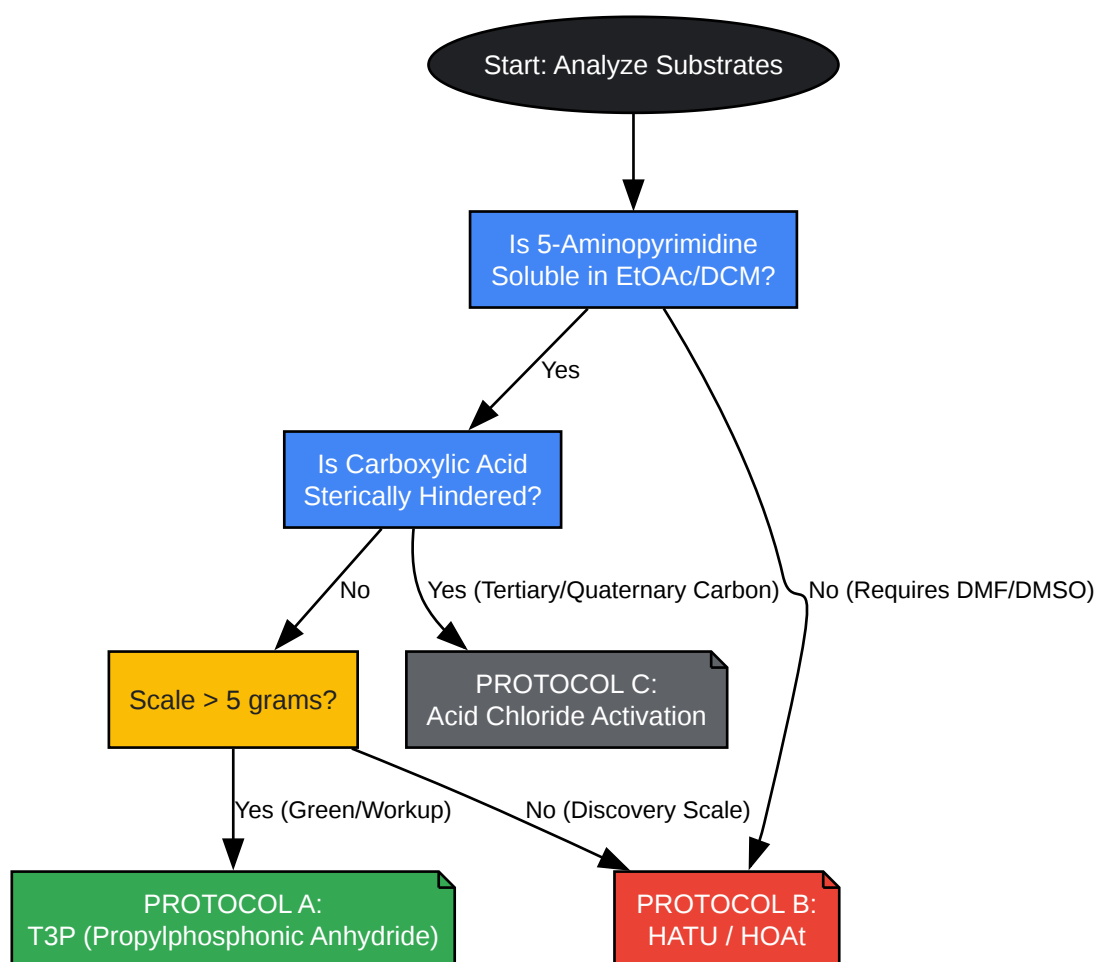 Start: Analyze Substrates
Is 5-Aminopyrimidine
Soluble in EtOAc/DCM?
Yes
Is Carboxylic Acid
Sterically Hindered?
No
Yes (Tertiary/Quaternary Carbon)
No (Requires DMF/DMSO)
Scale > 5 grams?
PROTOCOL C:
Acid Chloride Activation
Yes (Green/Workup)
No (Discovery Scale)
PROTOCOL A:
T3P (Propylphosphonic Anhydride)
PROTOCOL B:
HATU / HOAt